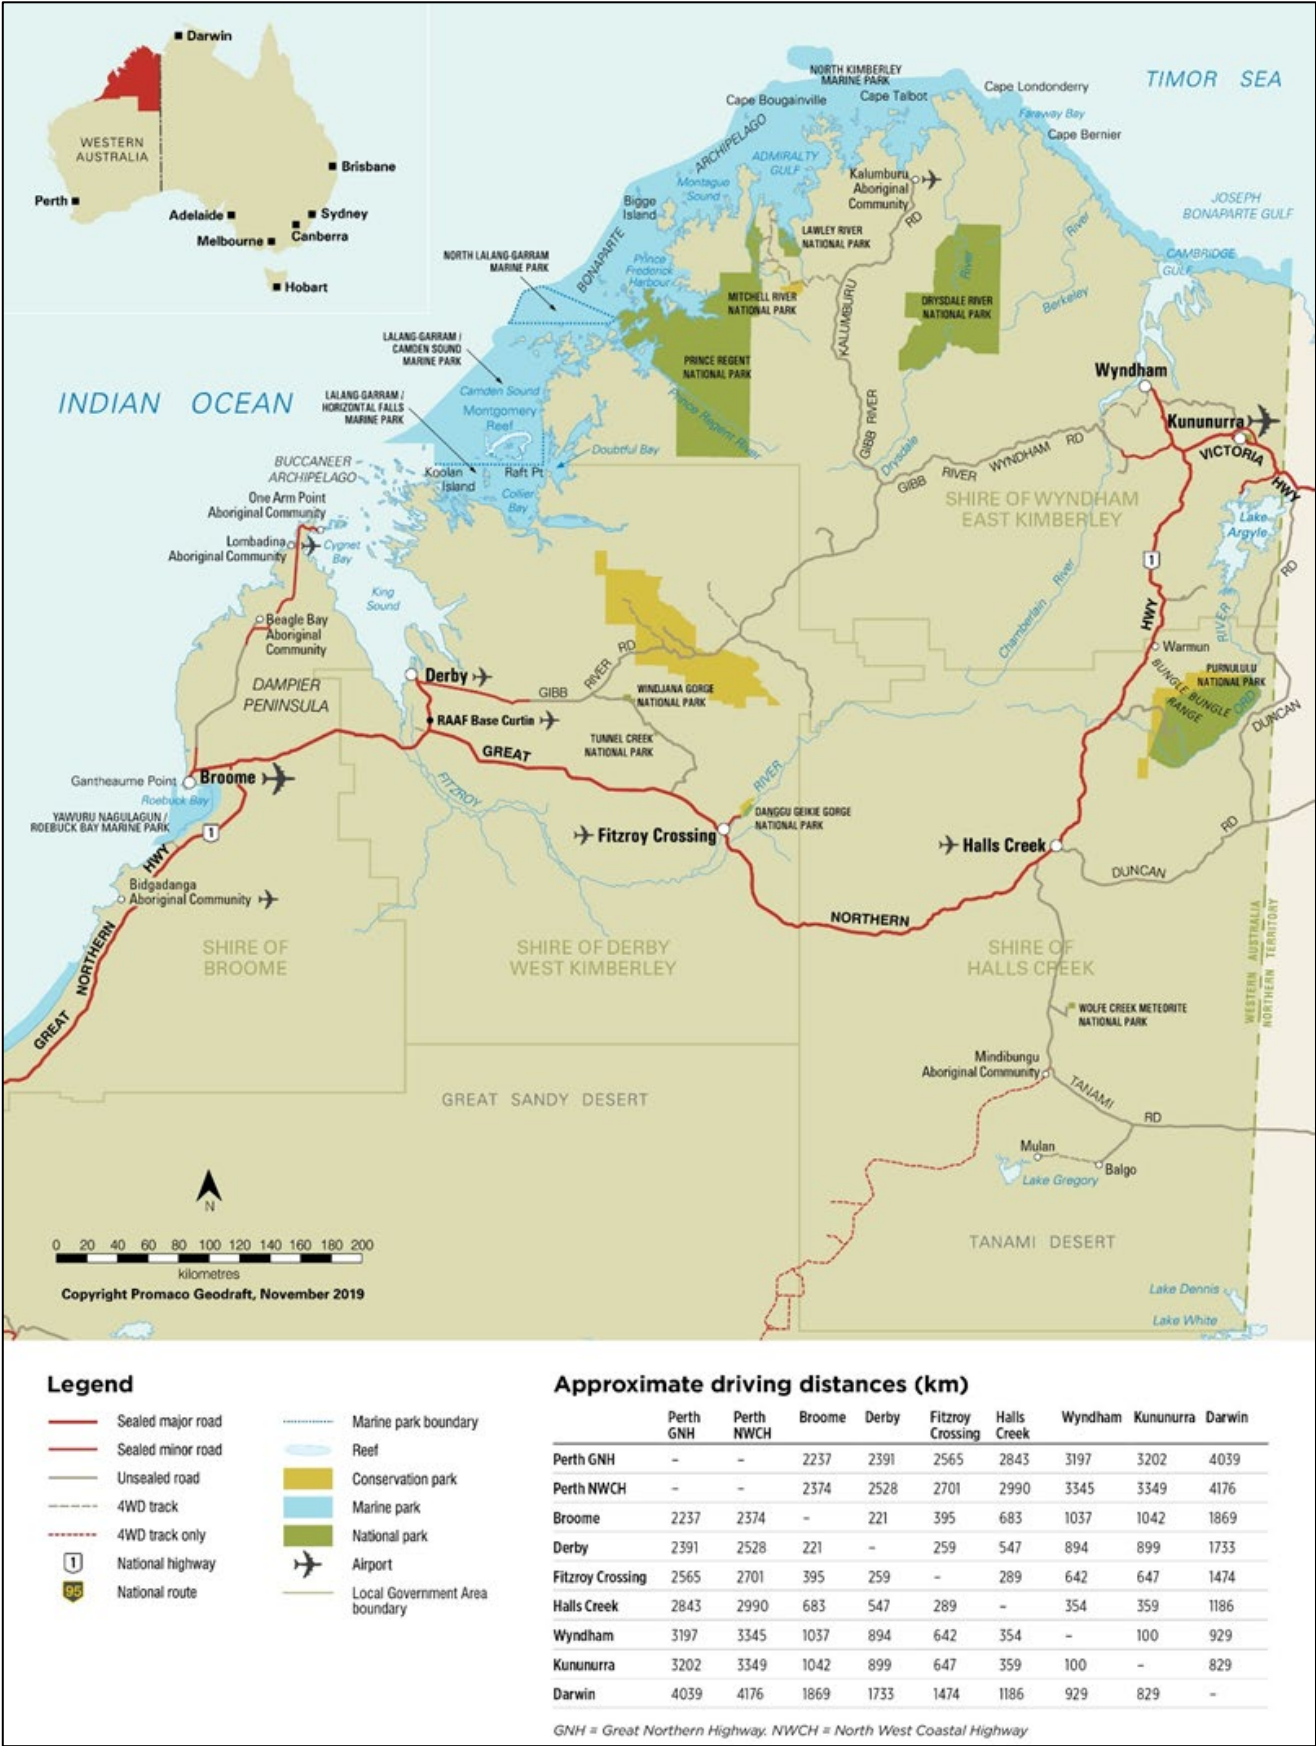 Darwin
WESTERN
AUSTRALIA
Brisbane
Perth
Adelaide
Sydney
Canberra
Melbourne
Hobart
TIMOR SEA
NORTH KIMBERLEY
MARINE PARK
Cape Bougainville
Cape Talbot
Cape Londonderry
Faraway Bay
Cape Bernier
BONAPARTE ARCHIPELAGO
ADMIRALTY
GULF
Montague
Sound
Kalumburu
Aboriginal
Community
JOSEPH
BONAPARTE GULF
Bigge
Island
LAWLEY RIVER
NATIONAL PARK
RD
River
CAMBRIDGE
GULF
NORTH LALANG-GARRAM
MARINE PARK
Prince
Frederick
Harbour
MITCHELL RIVER
NATIONAL PARK
KALUMBURU
DRYSDALE RIVER
NATIONAL PARK
River
Berkeley
LALANG-GARRAM /
CAMDEN SOUND
MARINE PARK
PRINCE REGENT
NATIONAL PARK
Wyndham
INDIAN OCEAN
LALANG-GARRAM /
HORIZONTAL FALLS
MARINE PARK
Camden Sound
Montgomery
Reef
Prince Regent River
GIBB RIVER
Drysdale
Kununurra
VICTORIA
HWY
Doubtful Bay
GIBB RIVER WYNDHAM RD
BUCCANEER
ARCHIPELAGO
Koolan
Island
Raft Pt
Collier
Bay
SHIRE OF WYNDHAM
EAST KIMBERLEY
One Arm Point
Aboriginal Community
Lake
Argyle
Lombadina
Aboriginal Community
Cygnet
Bay
1
RD
King
Sound
Chamberlain River
HWY
RIVER
Beagle Bay
Aboriginal
Community
Warmun
Derby
GIBB RIVER RD
PURNULULU
NATIONAL PARK
DAMPIER
PENINSULA
WINDJANA GORGE
NATIONAL PARK
BUNGLE BUNGLE
RANGE
ORD
DUNCAN
RAAF Base Curtin
TUNNEL CREEK
NATIONAL PARK
GREAT
Gantheaume Point
Broome
Roebuck Bay
FITZROY
RIVER
YAWURU NAGULAGUN /
ROEBUCK BAY MARINE PARK
DANGGU GEIKIE GORGE
NATIONAL PARK
1
Fitzroy Crossing
RD
HWY
Halls Creek
DUNCAN
Bidgadanga
Aboriginal Community
NORTHERN
NORTHERN
GREAT
SHIRE OF
BROOME
SHIRE OF DERBY
WEST KIMBERLEY
SHIRE OF
HALLS CREEK
WESTERN AUSTRALIA
NORTHERN TERRITORY
WOLFE CREEK METEORITE
NATIONAL PARK
Mindibungu
Aboriginal Community
TANAMI
RD
GREAT SANDY DESERT
Mulan
Balgo
Lake Gregory
N
TANAMI DESERT
0 20 40 60 80 100 120 140 160 180 200
kilometres
Copyright Promaco Geodraft, November 2019
Lake Dennis
Lake White
Legend
Sealed major road
Sealed minor road
Unsealed road
4WD track
4WD track only
1 National highway
95 National route
Marine park boundary
Reef
Conservation park
Marine park
National park
Airport
Local Government Area
boundary
Approximate driving distances (km)
Perth GNH Perth NWCH Broome Derby Fitzroy Crossing Halls Creek Wyndham Kununurra Darwin
Perth GNH – – 2237 2391 2565 2843 3197 3202 4039
Perth NWCH – – 2374 2528 2701 2990 3345 3349 4176
Broome 2237 2374 – 221 395 683 1037 1042 1869
Derby 2391 2528 221 – 259 547 894 899 1733
Fitzroy Crossing 2565 2701 395 259 – 289 642 647 1474
Halls Creek 2843 2990 683 547 289 – 354 359 1186
Wyndham 3197 3345 1037 894 642 354 – 100 929
Kununurra 3202 3349 1042 899 647 359 100 – 829
Darwin 4039 4176 1869 1733 1474 1186 929 829 –
GNH = Great Northern Highway. NWCH = North West Coastal Highway